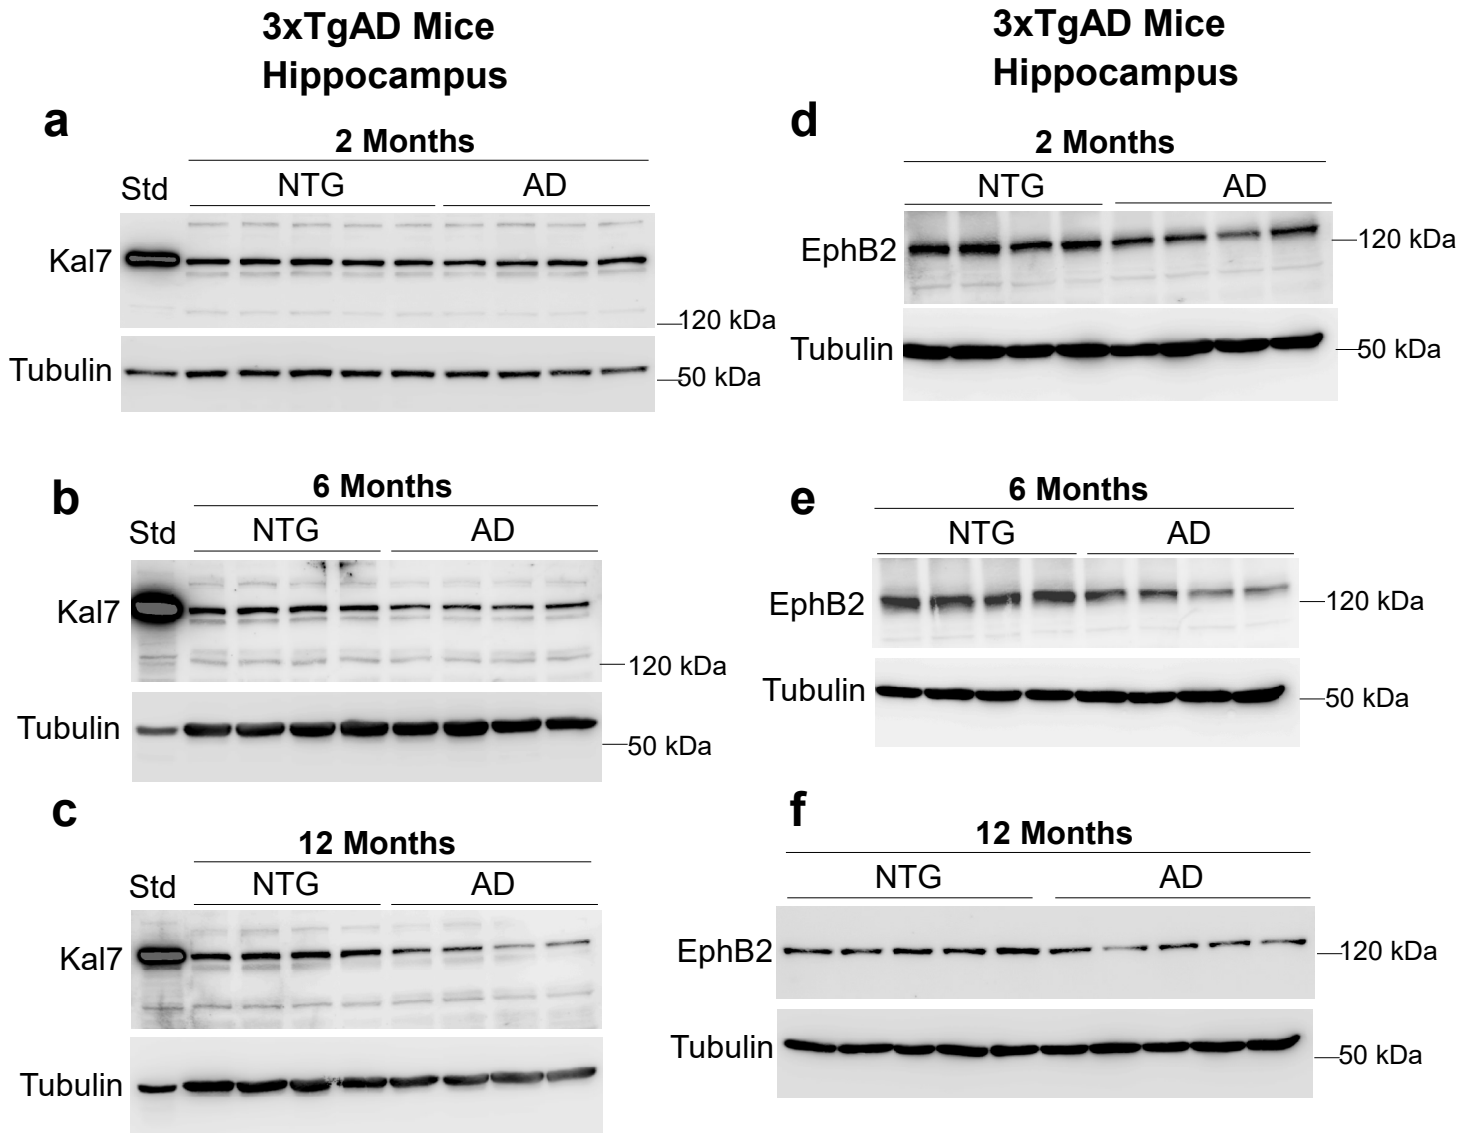 3xTgAD Mice
Hippocampus
a
2 Months
Std
NTG
AD
Kal7
120 kDa
Tubulin
50 kDa
b
6 Months
Std
NTG
AD
Kal7
120 kDa
Tubulin
50 kDa
c
12 Months
Std
NTG
AD
Kal7
Tubulin
3xTgAD Mice
Hippocampus
d
2 Months
NTG
AD
EphB2
120 kDa
Tubulin
50 kDa
e
6 Months
NTG
AD
EphB2
120 kDa
Tubulin
50 kDa
f
12 Months
NTG
AD
EphB2
120 kDa
Tubulin
50 kDa